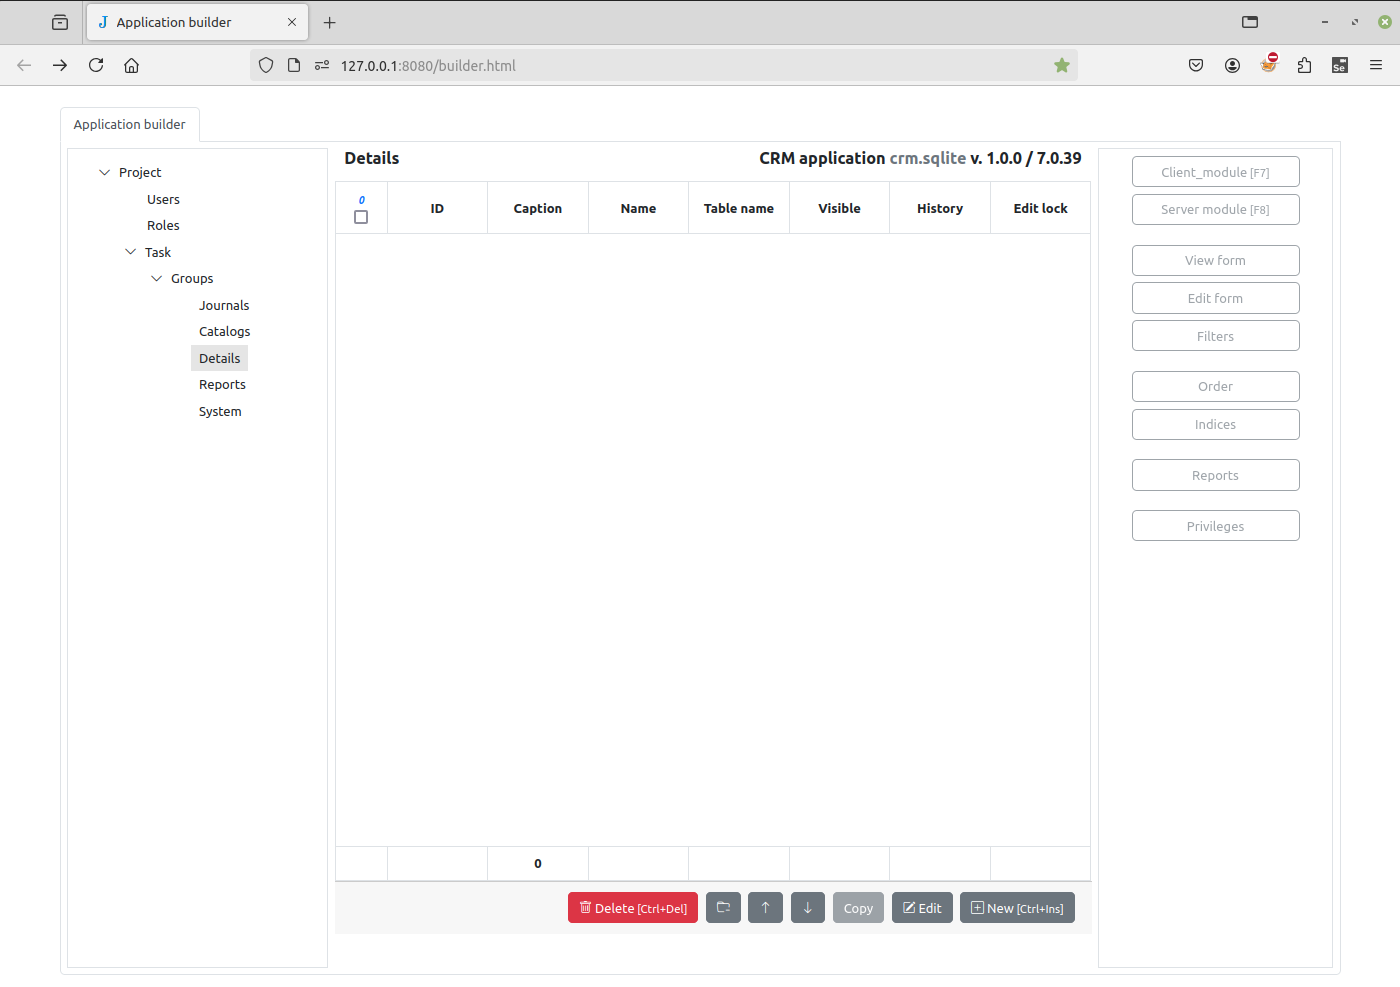 Application builder
127.0.0.1:8080/builder.html
Application builder
Project
Users
Roles
Task
Groups
Journals
Catalogs
Details
Reports
System
Details
CRM application crm.sqlite v. 1.0.0 / 7.0.39
0
ID Caption Name Table name Visible History Edit lock
0
Delete [Ctrl+Del] Copy Edit New [Ctrl+Ins]
Client_module [F7]
Server module [F8]
View form
Edit form
Filters
Order
Indices
Reports
Privileges